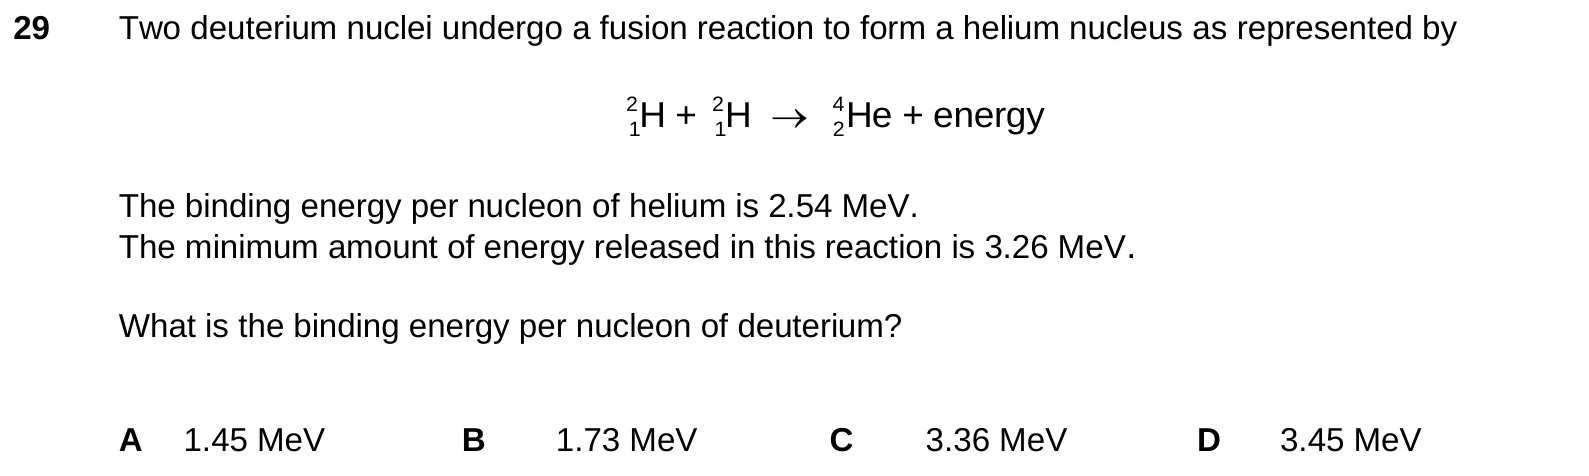 29 Two deuterium nuclei undergo a fusion reaction to form a helium nucleus as represented by
²₁H + ²₁H → ⁴₂He + energy
The binding energy per nucleon of helium is 2.54 MeV.
The minimum amount of energy released in this reaction is 3.26 MeV.
What is the binding energy per nucleon of deuterium?
A 1.45 MeV B 1.73 MeV C 3.36 MeV D 3.45 MeV